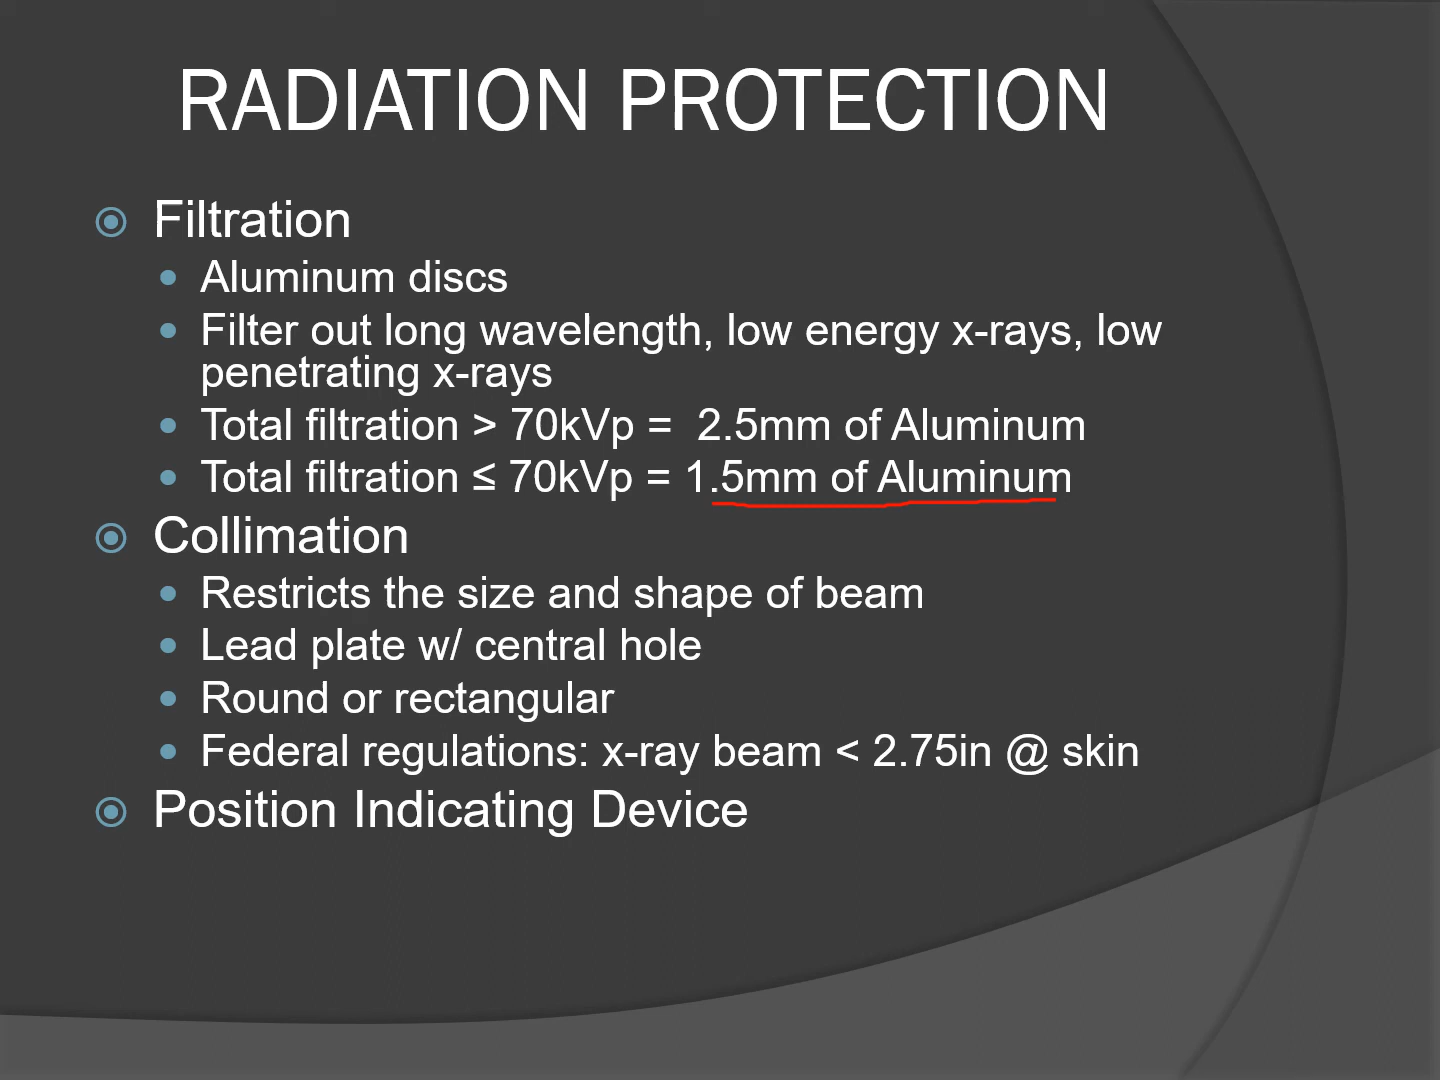 RADIATION PROTECTION
Filtration
Aluminum discs
Filter out long wavelength, low energy x-rays, low
penetrating x-rays
Total filtration > 70kVp =  2.5mm of Aluminum
Total filtration ≤ 70kVp = 1.5mm of Aluminum
Collimation
Restricts the size and shape of beam
Lead plate w/ central hole
Round or rectangular
Federal regulations: x-ray beam < 2.75in @ skin
Position Indicating Device